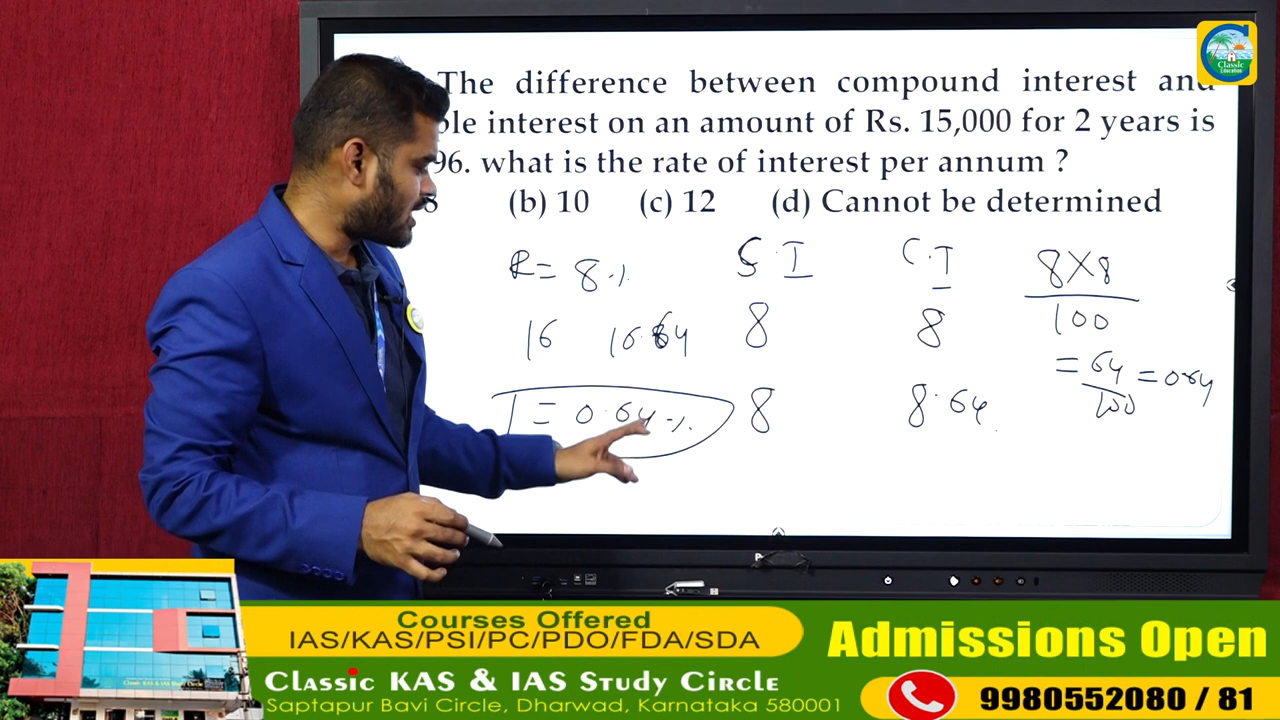 The difference between compound interest and
ble interest on an amount of Rs. 15,000 for 2 years is
96. what is the rate of interest per annum ?
8 (b) 10 (c) 12 (d) Cannot be determined
R = 8 %
S.I
C.I
8 X 8
100
16 16.64
8
8
= 64 = 0.64
100
= 0.64 %
8
8.64
Classic
Education
Courses Offered
IAS/KAS/PSI/PC/PDO/FDA/SDA
Classic KAS & IAS Study Circle
Saptapur Bavi Circle, Dharwad, Karnataka 580001
Admissions Open
9980552080 / 81